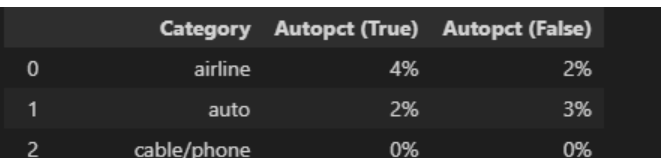 Category Autopct (True) Autopct (False)
0 airline 4% 2%
1 auto 2% 3%
2 cable/phone 0% 0%